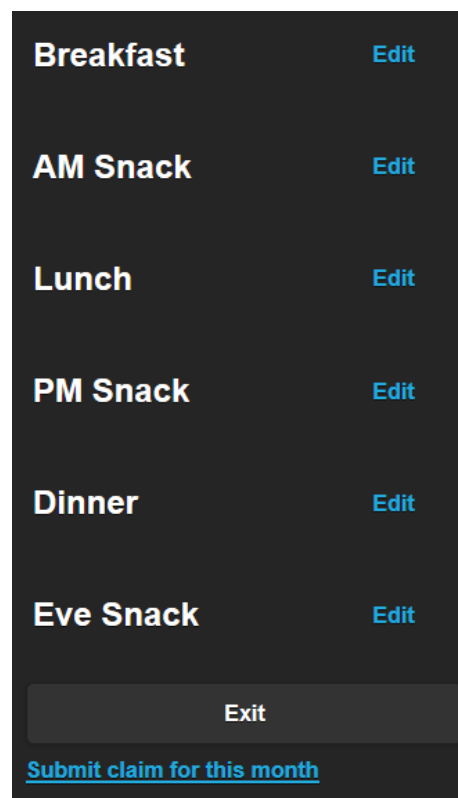 Breakfast Edit
AM Snack Edit
Lunch Edit
PM Snack Edit
Dinner Edit
Eve Snack Edit
Exit
Submit claim for this month